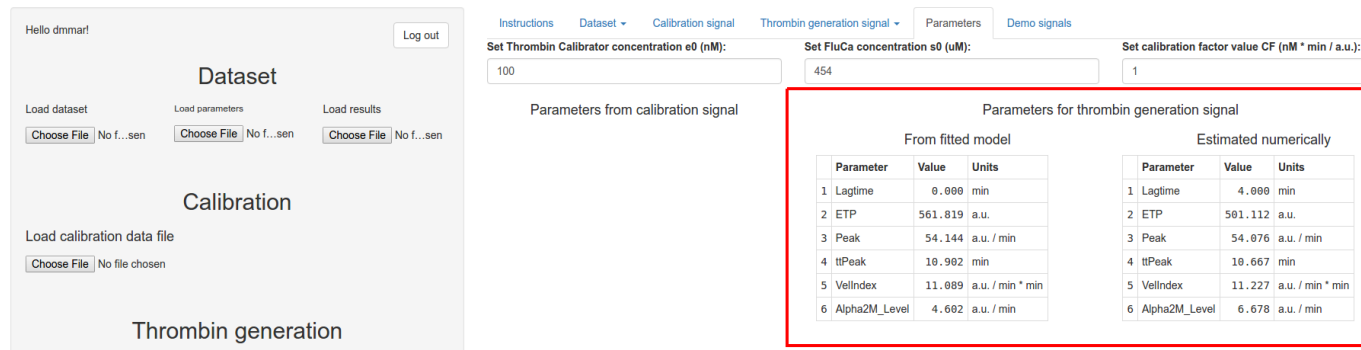 Hello dmmar!
Log out
Dataset
Load dataset
Load parameters
Load results
Choose File No f…sen
Choose File No f…sen
Choose File No f…sen
Calibration
Load calibration data file
Choose File No file chosen
Thrombin generation
Instructions Dataset Calibration signal Thrombin generation signal Parameters Demo signals
Set Thrombin Calibrator concentration e0 (nM):
Set FluCa concentration s0 (uM):
Set calibration factor value CF (nM * min / a.u.):
100
454
1
Parameters from calibration signal
Parameters for thrombin generation signal
From fitted model
Parameter Value Units
1 Lagtime 0.000 min
2 ETP 561.819 a.u.
3 Peak 54.144 a.u. / min
4 ttPeak 10.902 min
5 VelIndex 11.089 a.u. / min * min
6 Alpha2M_Level 4.602 a.u. / min
Estimated numerically
Parameter Value Units
1 Lagtime 4.000 min
2 ETP 501.112 a.u.
3 Peak 54.076 a.u. / min
4 ttPeak 10.667 min
5 VelIndex 11.227 a.u. / min * min
6 Alpha2M_Level 6.678 a.u. / min